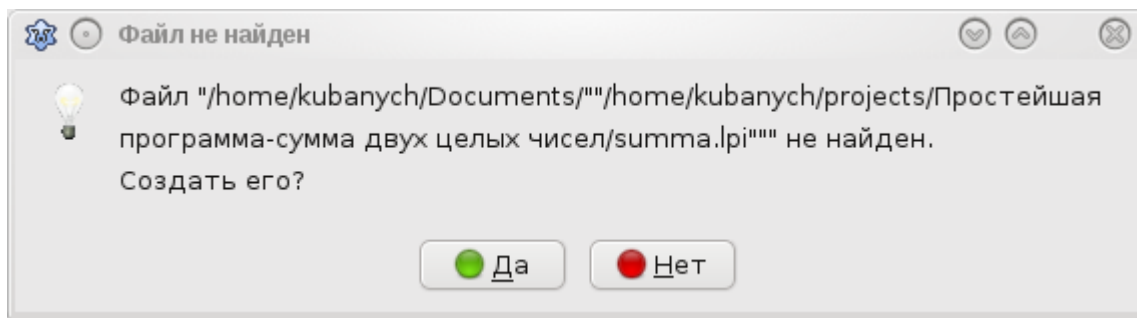 Файл не найден
Файл "/home/kubanych/Documents/""/home/kubanych/projects/Простейшая
программа-сумма двух целых чисел/summa.lpi""" не найден.
Создать его?
Да Нет